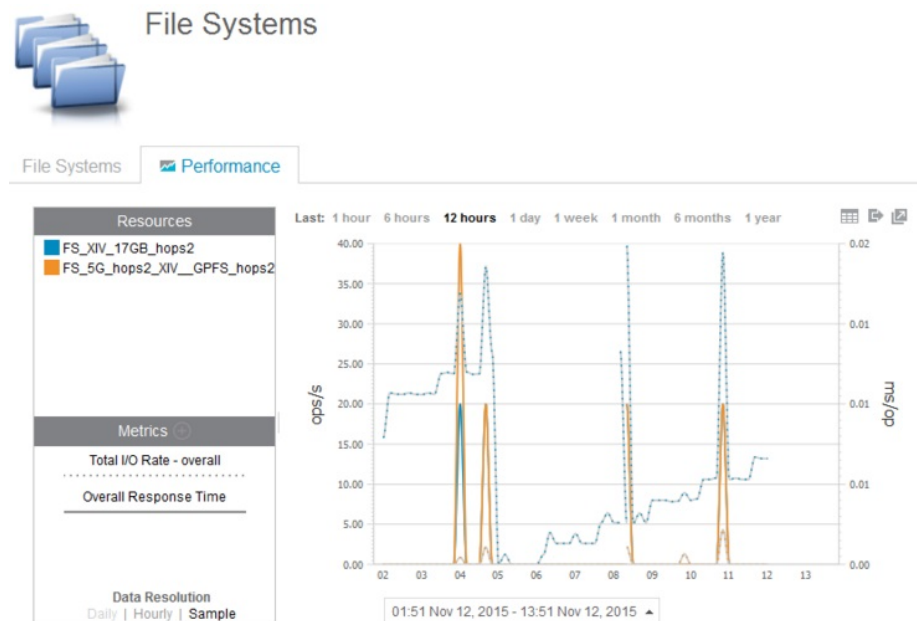 File Systems
File Systems
Performance
Resources
FS_XIV_17GB_hops2
FS_5G_hops2_XIV__GPFS_hops2
Metrics
Total I/O Rate - overall
Overall Response Time
Data Resolution
Daily | Hourly | Sample
Last: 1 hour 6 hours 12 hours 1 day 1 week 1 month 6 months 1 year
40.00
35.00
30.00
25.00
20.00
15.00
10.00
5.00
0.00
ops/s
0.02
0.01
0.01
0.01
0.00
ms/op
02 03 04 05 06 07 08 09 10 11 12 13
01:51 Nov 12, 2015 - 13:51 Nov 12, 2015